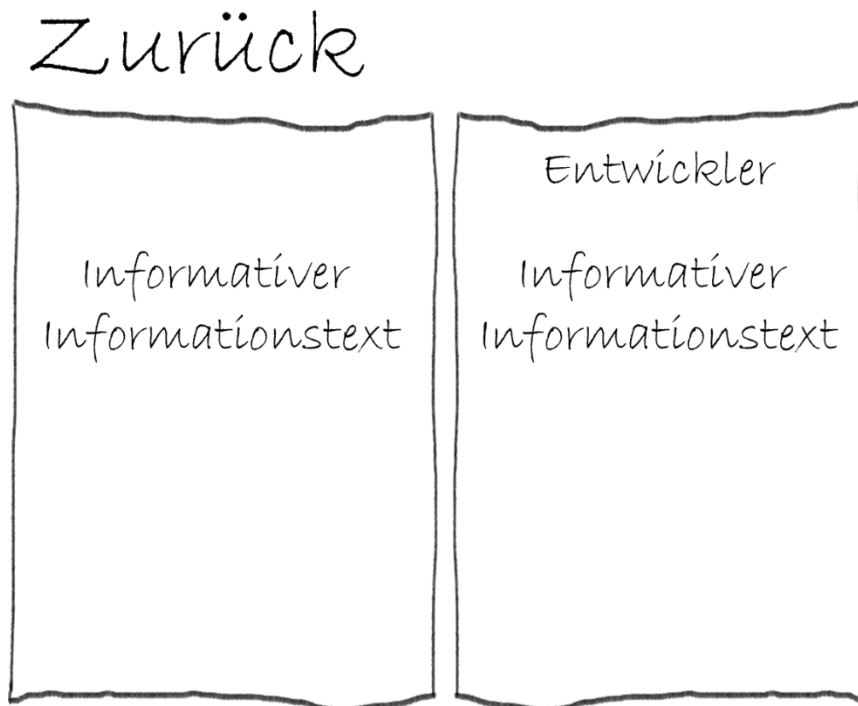 Zurück
Informativer
Informationstext
Entwickler
Informativer
Informationstext